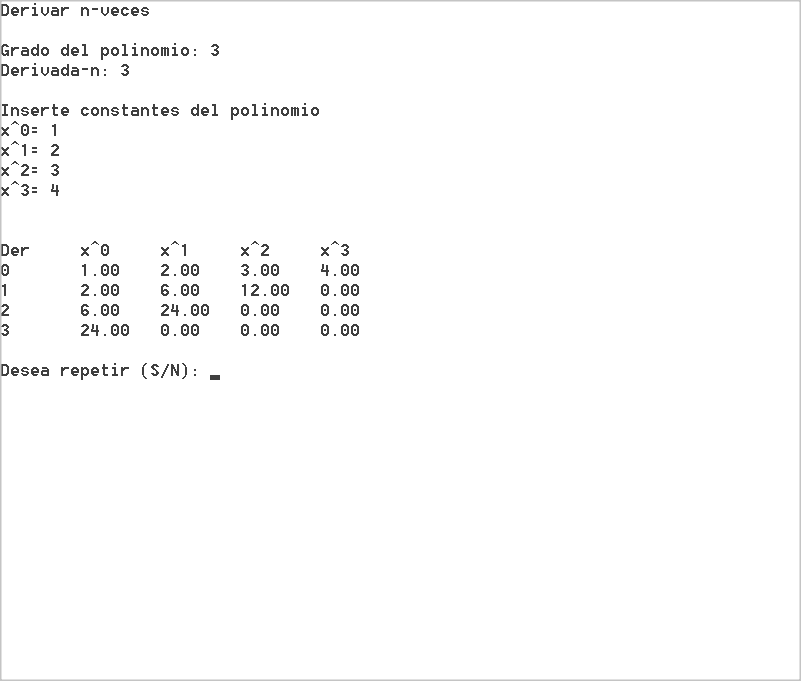 Derivar n-veces
Grado del polinomio: 3
Derivada-n: 3
Inserte constantes del polinomio
x^0= 1
x^1= 2
x^2= 3
x^3= 4
Der x^0 x^1 x^2 x^3
0 1.00 2.00 3.00 4.00
1 2.00 6.00 12.00 0.00
2 6.00 24.00 0.00 0.00
3 24.00 0.00 0.00 0.00
Desea repetir (S/N): _